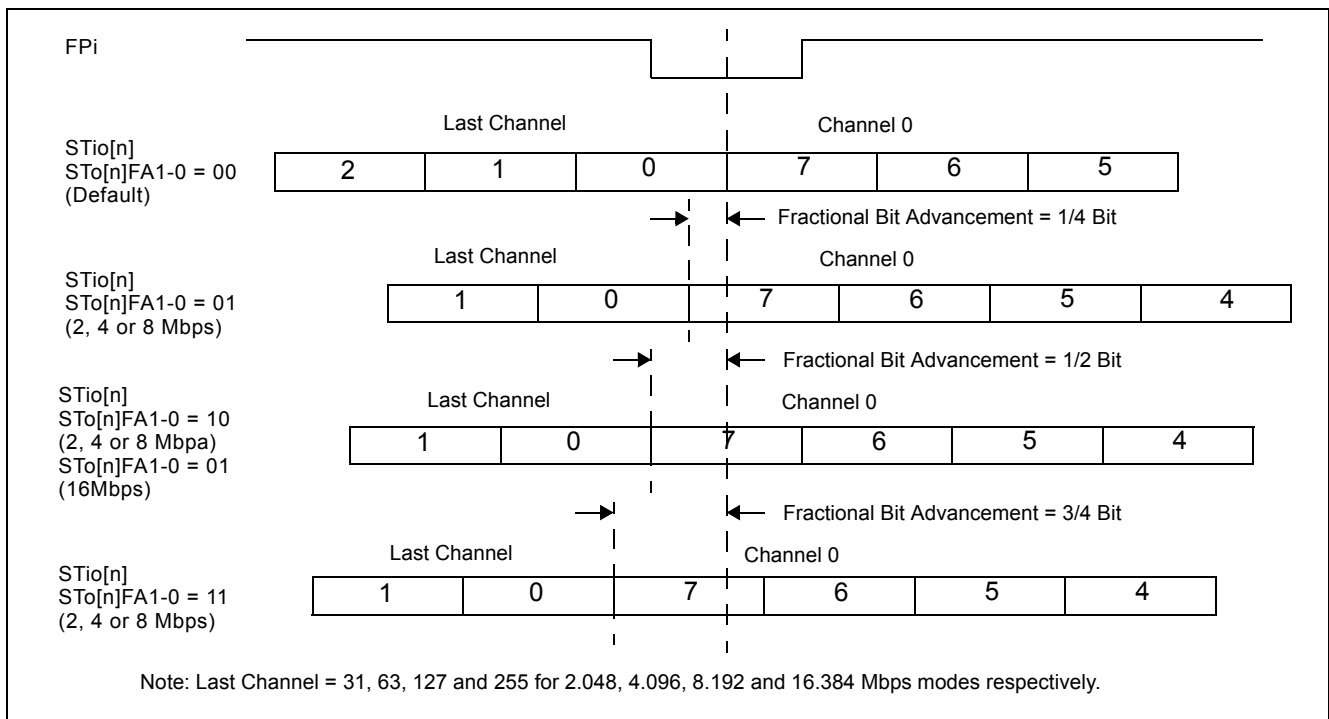 FPi
Last Channel Channel 0
STio[n]
STo[n]FA1-0 = 00
(Default)
2 1 0 7 6 5
Fractional Bit Advancement = 1/4 Bit
Last Channel Channel 0
STio[n]
STo[n]FA1-0 = 01
(2, 4 or 8 Mbps)
1 0 7 6 5 4
Fractional Bit Advancement = 1/2 Bit
STio[n]
STo[n]FA1-0 = 10
(2, 4 or 8 Mbpa)
STo[n]FA1-0 = 01
(16Mbps)
Last Channel Channel 0
1 0 7 6 5 4
Fractional Bit Advancement = 3/4 Bit
Last Channel Channel 0
STio[n]
STo[n]FA1-0 = 11
(2, 4 or 8 Mbps)
1 0 7 6 5 4
Note: Last Channel = 31, 63, 127 and 255 for 2.048, 4.096, 8.192 and 16.384 Mbps modes respectively.